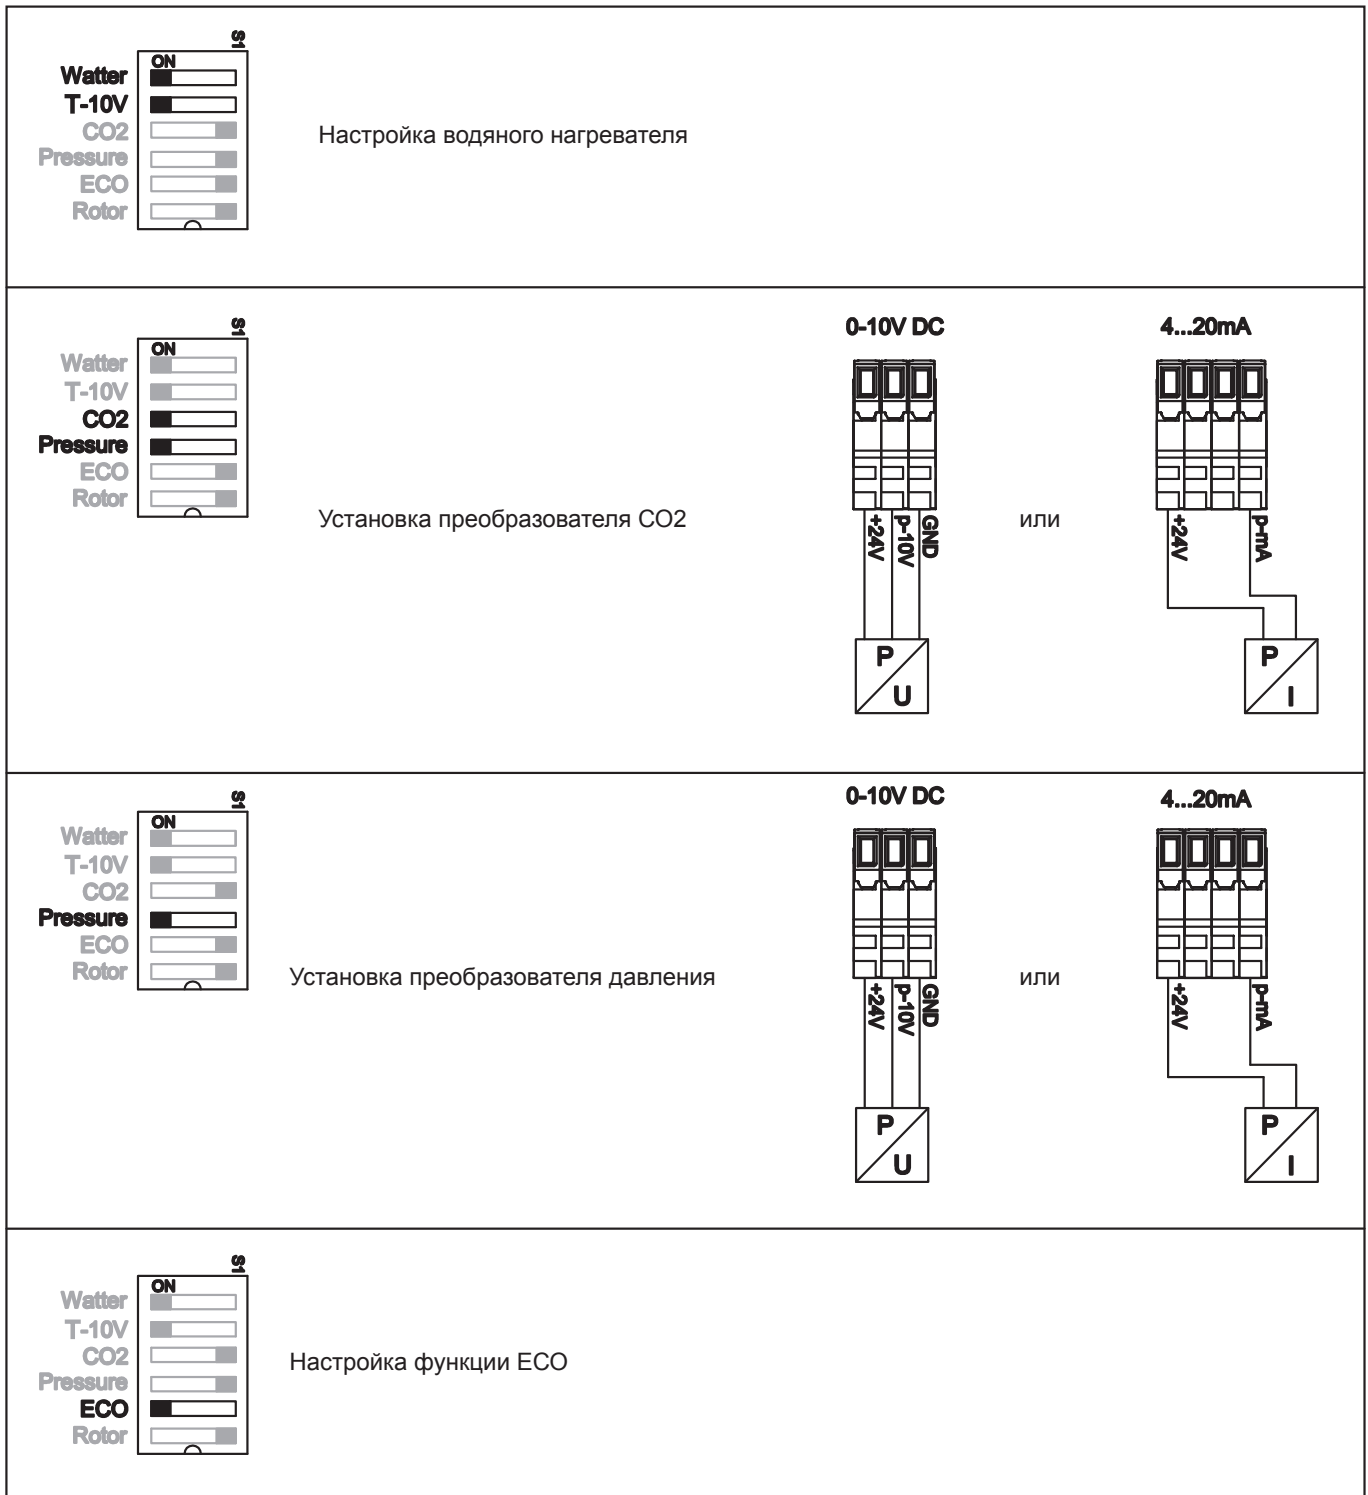 S1
ON
Watter
T-10V
CO2
Pressure
ECO
Rotor
Настройка водяного нагревателя
S1
ON
Watter
T-10V
CO2
Pressure
ECO
Rotor
Установка преобразователя CO2
0-10V DC
+24V
p-10V
GND
P
U
или
4...20mA
+24V
p-mA
P
I
S1
ON
Watter
T-10V
CO2
Pressure
ECO
Rotor
Установка преобразователя давления
0-10V DC
+24V
p-10V
GND
P
U
или
4...20mA
+24V
p-mA
P
I
S1
ON
Watter
T-10V
CO2
Pressure
ECO
Rotor
Настройка функции ECO